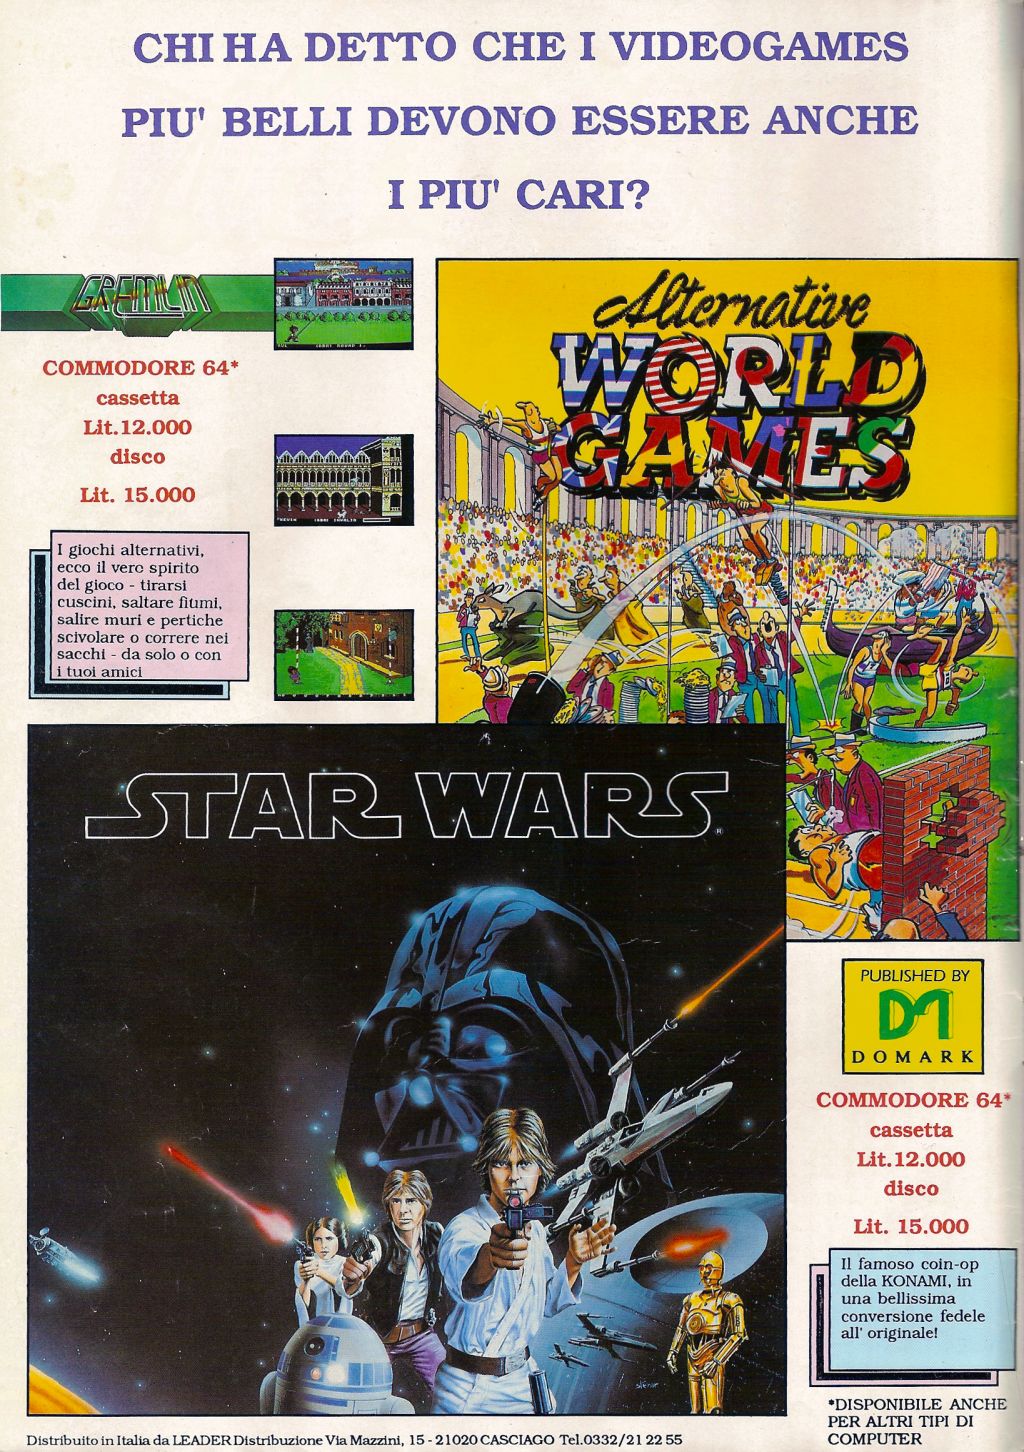 CHI HA DETTO CHE I VIDEOGAMES
PIU' BELLI DEVONO ESSERE ANCHE
I PIU' CARI?
GREMLIN
COMMODORE 64*
cassetta
Lit.12.000
disco
Lit. 15.000
I giochi alternativi,
ecco il vero spirito
del gioco - tirarsi
cuscini, saltare fiumi,
salire muri e pertiche
scivolare o correre nei
sacchi - da solo o con
i tuoi amici
Alternative
WORLD
GAMES
STAR WARS®
PUBLISHED BY
DOMARK
COMMODORE 64*
cassetta
Lit.12.000
disco
Lit. 15.000
Il famoso coin-op
della KONAMI, in
una bellissima
conversione fedele
all' originale!
*DISPONIBILE ANCHE
PER ALTRI TIPI DI
COMPUTER
Distribuito in Italia da LEADER Distribuzione Via Mazzini, 15 - 21020 CASCIAGO Tel.0332/21 22 55